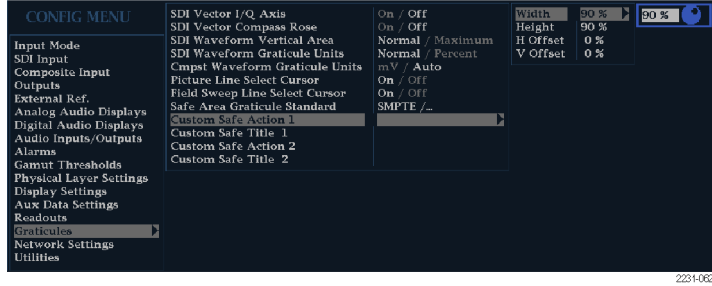 CONFIG MENU
Input Mode
SDI Input
Composite Input
Outputs
External Ref.
Analog Audio Displays
Digital Audio Displays
Audio Inputs/Outputs
Alarms
Gamut Thresholds
Physical Layer Settings
Display Settings
Aux Data Settings
Readouts
Graticules
Network Settings
Utilities
SDI Vector I/Q Axis On / Off
SDI Vector Compass Rose On / Off
SDI Waveform Vertical Area Normal / Maximum
SDI Waveform Graticule Units Normal / Percent
Cmpst Waveform Graticule Units mV / Auto
Picture Line Select Cursor On / Off
Field Sweep Line Select Cursor On / Off
Safe Area Graticule Standard SMPTE /...
Custom Safe Action 1
Custom Safe Title 1
Custom Safe Action 2
Custom Safe Title 2
Width 90 %
Height 90 %
H Offset 0 %
V Offset 0 %
90 %
2231-062